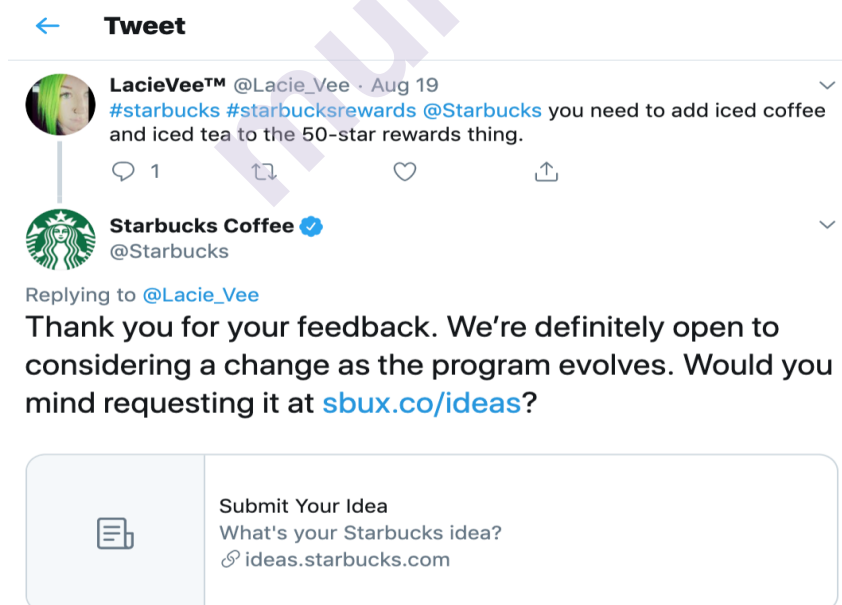 Tweet
LacieVee™ @Lacie_Vee · Aug 19
#starbucks #starbucksrewards @Starbucks you need to add iced coffee
and iced tea to the 50-star rewards thing.
1
Starbucks Coffee
@Starbucks
Replying to @Lacie_Vee
Thank you for your feedback. We’re definitely open to
considering a change as the program evolves. Would you
mind requesting it at sbux.co/ideas?
Submit Your Idea
What's your Starbucks idea?
ideas.starbucks.com